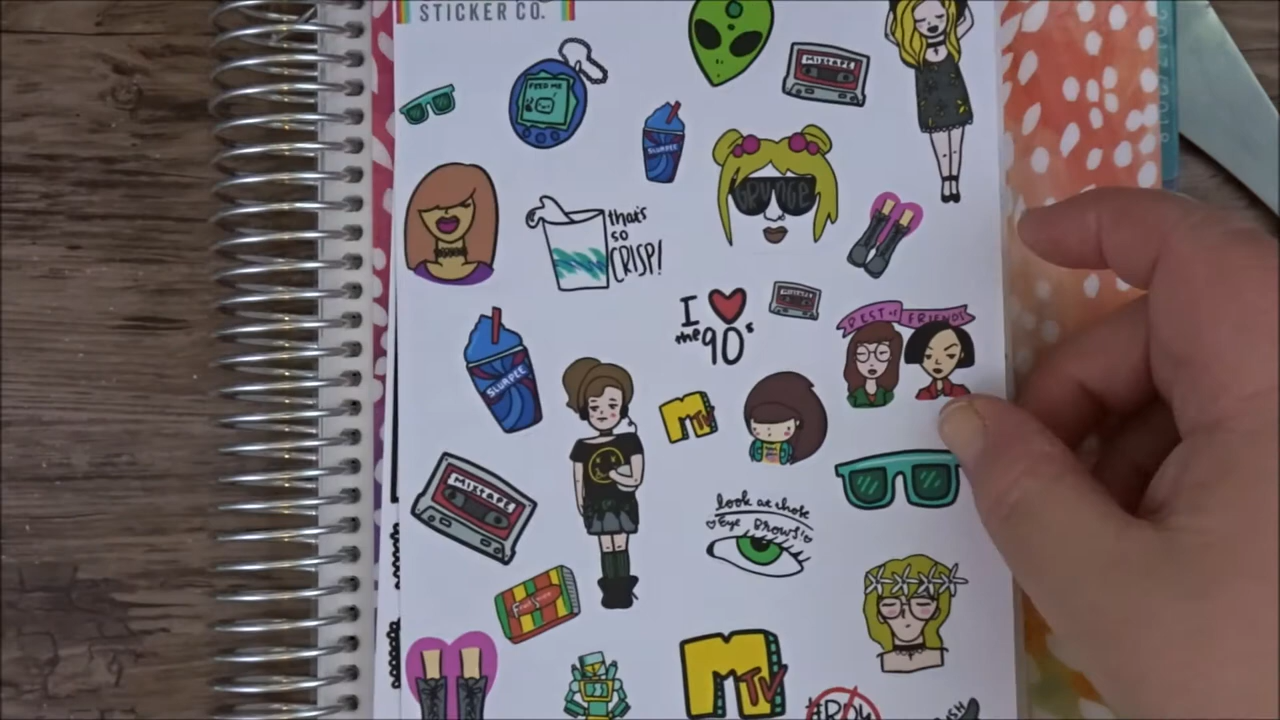 STICKER CO.
FEED ME
MIXTAPE
SLURPEE
GRUNGE
that's
so
CRISP!
I
the 90's
MIXTAPE
BEST of FRIENDS
SLURPEE
MTV
MIXTAPE
look at those
Eye Brows!
MTV